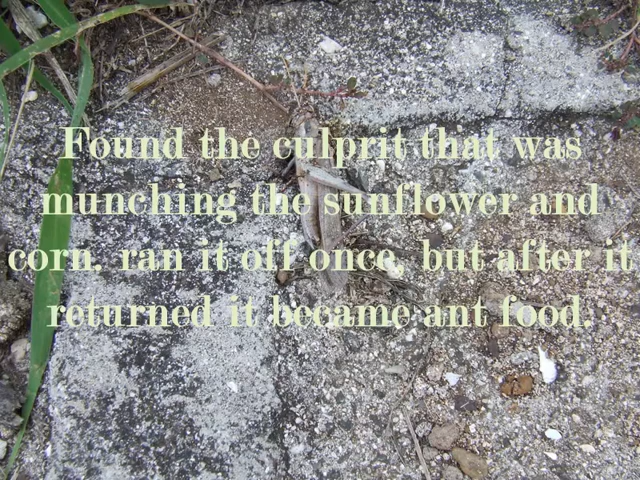 Found the culprit that was
munching the sunflower and
corn. ran it off once, but after it
returned it became ant food.